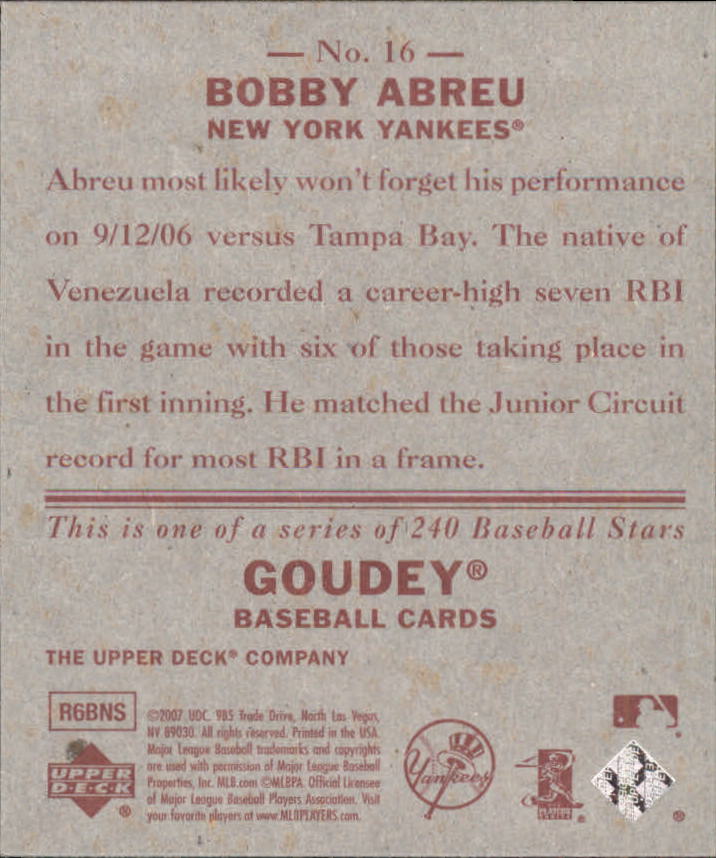 — No. 16 —
BOBBY ABREU
NEW YORK YANKEES®
Abreu most likely won't forget his performance
on 9/12/06 versus Tampa Bay. The native of
Venezuela recorded a career-high seven RBI
in the game with six of those taking place in
the first inning. He matched the Junior Circuit
record for most RBI in a frame.
This is one of a series of 240 Baseball Stars
GOUDEY®
BASEBALL CARDS
THE UPPER DECK® COMPANY
R6BNS
©2007 UDC. 985 Trade Drive, North Las Vegas,
NV 89030. All rights reserved. Printed in the USA.
Major League Baseball trademarks and copyrights
are used with permission of Major League Baseball
Properties, Inc. MLB.com ©MLBPA Official Licensee
of Major League Baseball Players Association. Visit
your favorite players at www.MLBPLAYERS.com.
UPPER
DECK®
Yankees